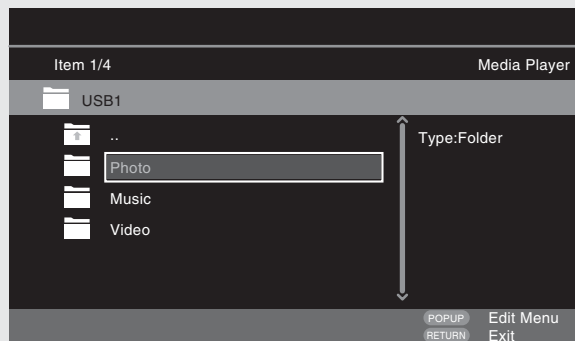 Item 1/4 Media Player
USB1
..
Type:Folder
Photo
Music
Video
POPUP Edit Menu
RETURN Exit